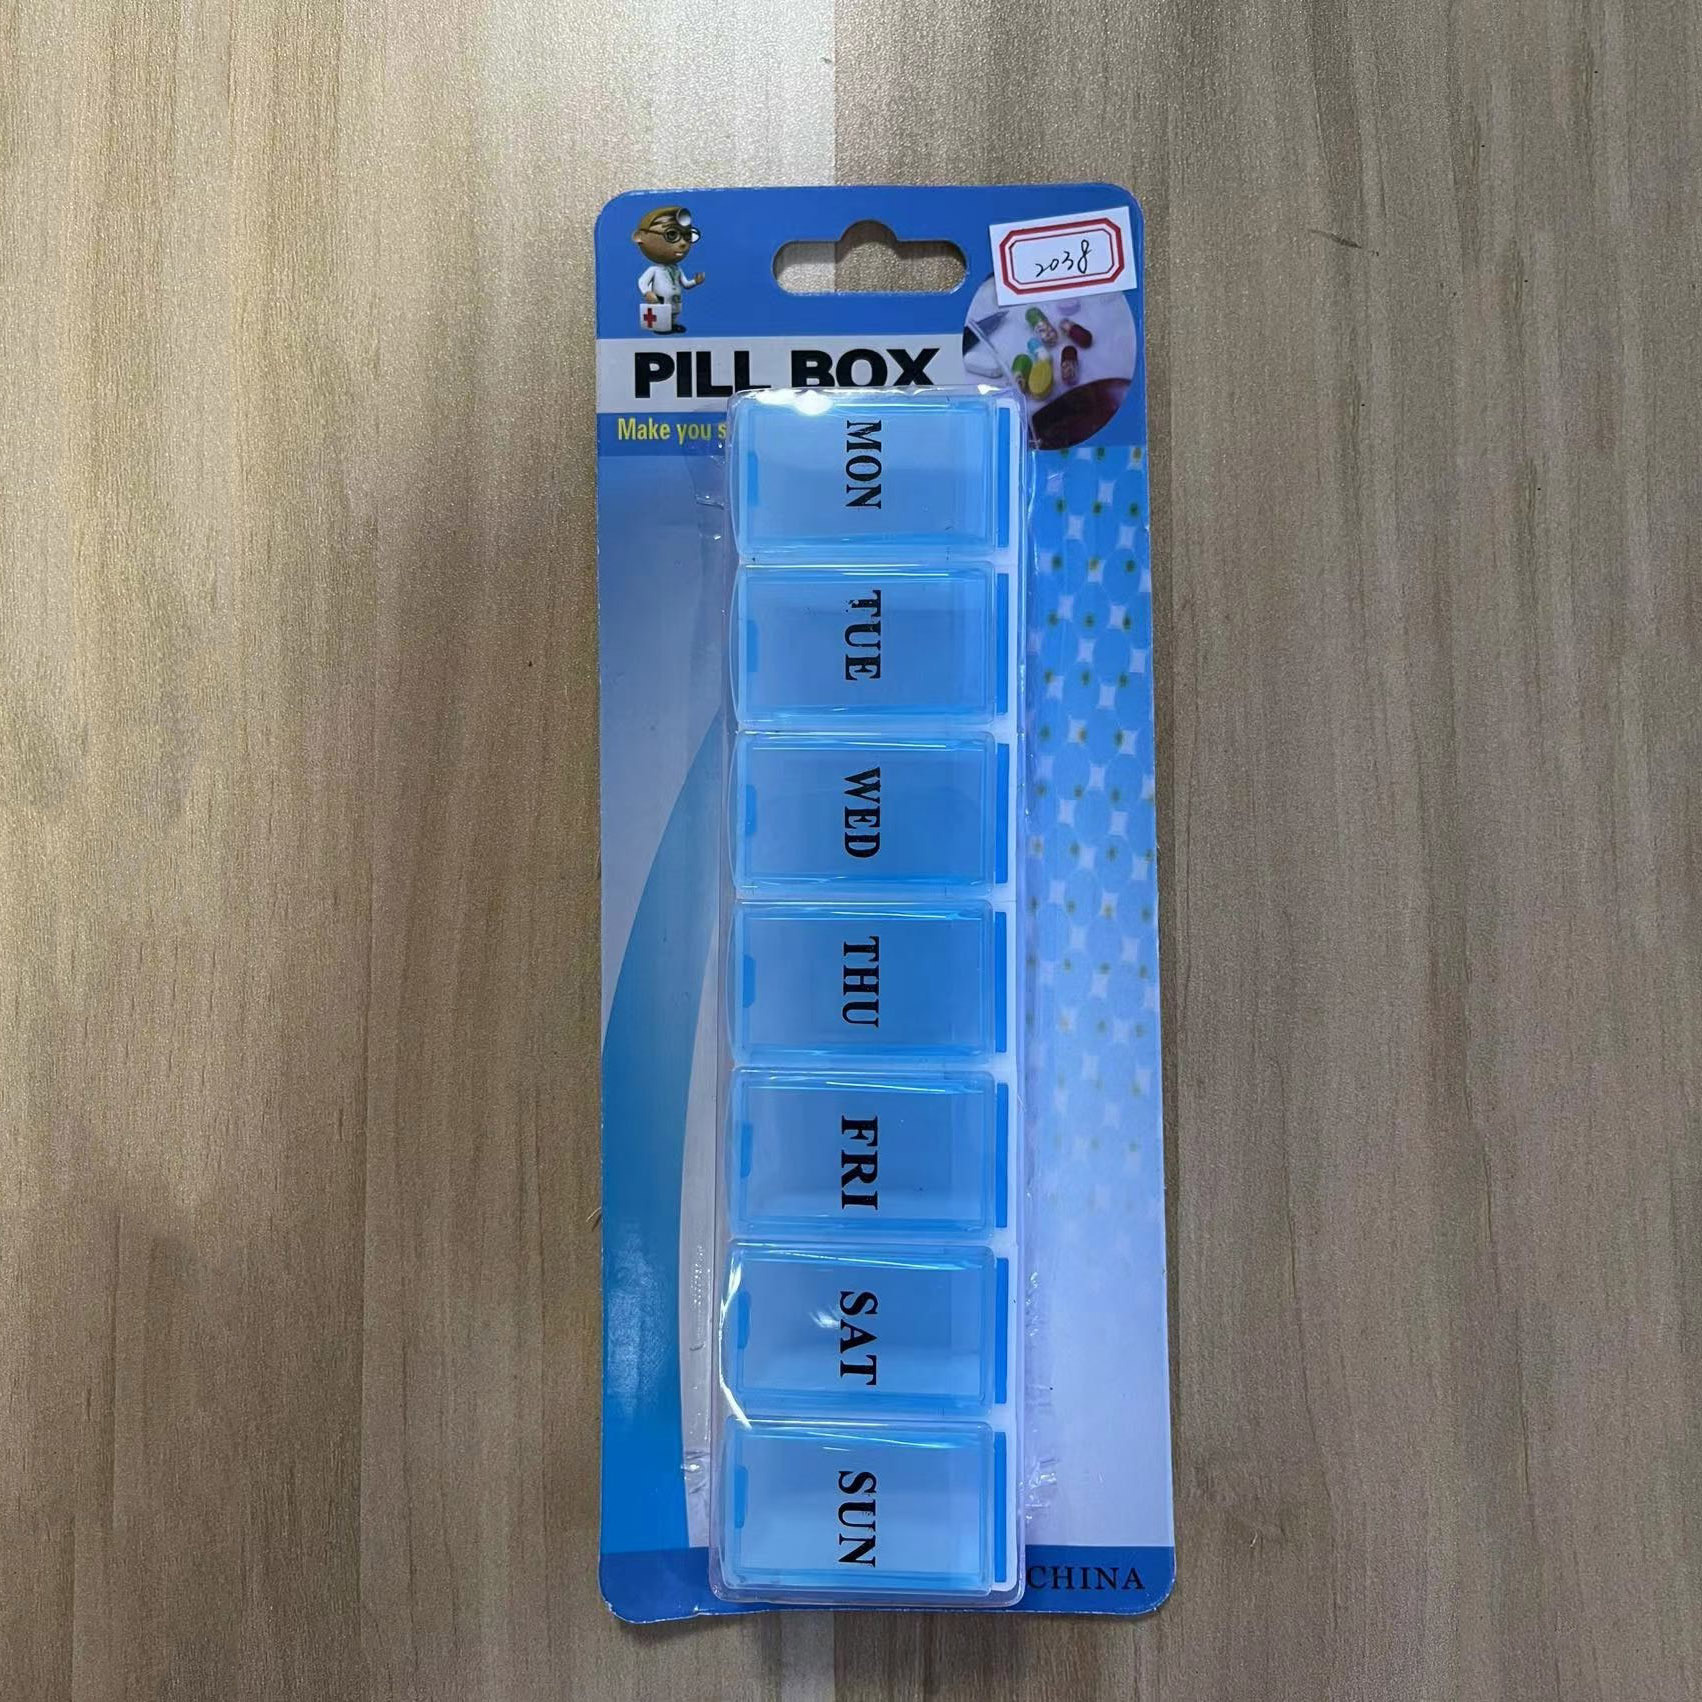 2038
PILL BOX
Make you
MON
TUE
WED
THU
FRI
SAT
SUN
CHINA